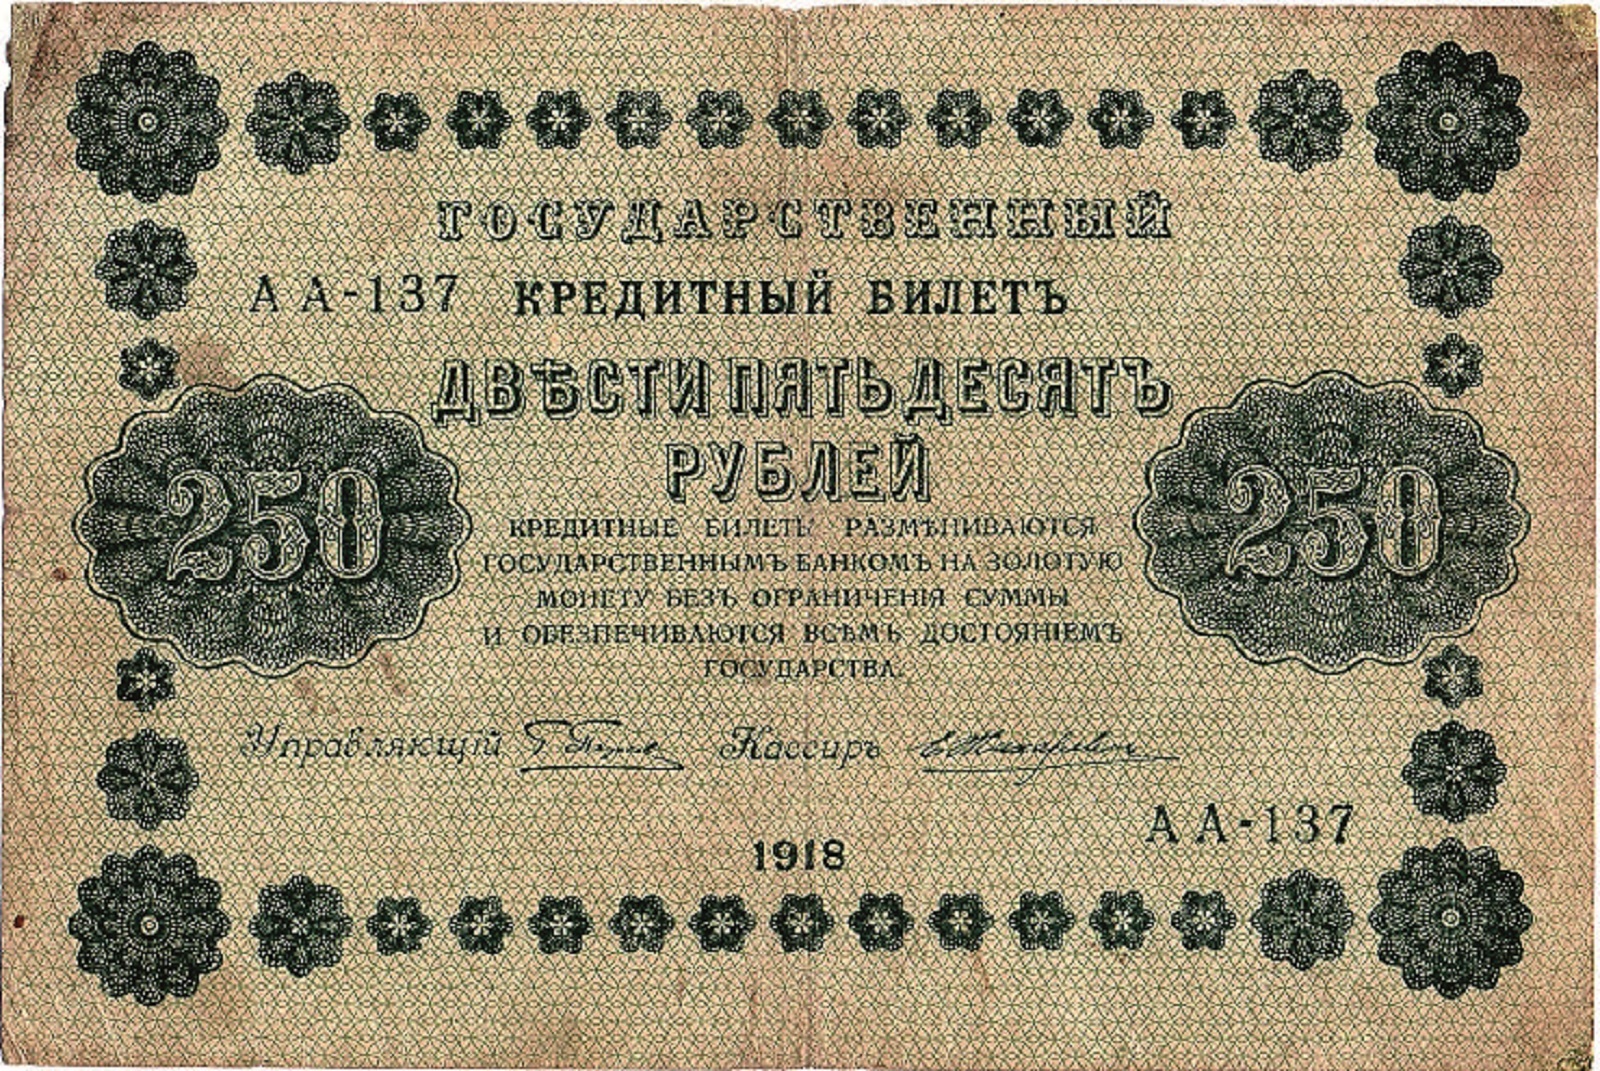 ГОСУДАРСТВЕННЫЙ
АА-137 КРЕДИТНЫЙ БИЛЕТЪ
ДВѢСТИ ПЯТЬДЕСЯТЪ
РУБЛЕЙ
250 250
КРЕДИТНЫЕ БИЛЕТЫ РАЗМѢНИВАЮТСЯ
ГОСУДАРСТВЕННЫМЪ БАНКОМЪ НА ЗОЛОТУЮ
МОНЕТУ БЕЗЪ ОГРАНИЧЕНІЯ СУММЫ
И ОБЕЗПЕЧИВАЮТСЯ ВСѢМЪ ДОСТОЯНІЕМЪ
ГОСУДАРСТВА.
Управляющій Кассиръ
АА-137
1918